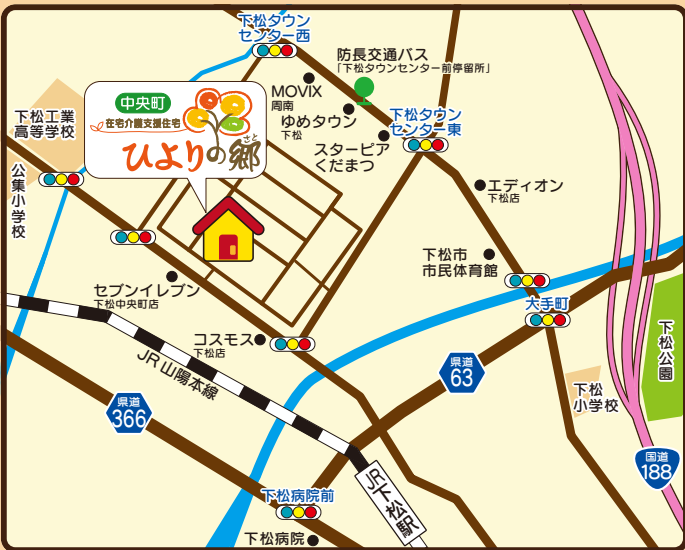 下松タウン
センター西
防長交通バス
「下松タウンセンター前停留所」
MOVIX
周南
ゆめタウン
下松
スターピア
くだまつ
下松タウン
センター東
中央町
在宅介護支援住宅
ひよりの郷
さと
下松工業
高等学校
公集小学校
エディオン
下松店
下松市
市民体育館
大手町
セブンイレブン
下松中央町店
コスモス
下松店
JR山陽本線
県道
63
県道
366
下松公園
下松
小学校
国道
188
下松病院前
JR下松駅
下松病院